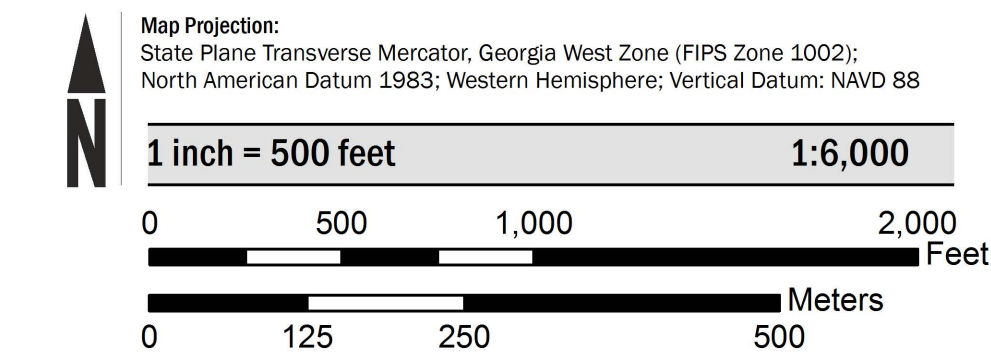 N
Map Projection:
State Plane Transverse Mercator, Georgia West Zone (FIPS Zone 1002);
North American Datum 1983; Western Hemisphere; Vertical Datum: NAVD 88
1 inch = 500 feet 1:6,000
0 500 1,000 2,000
Feet
Meters
0 125 250 500